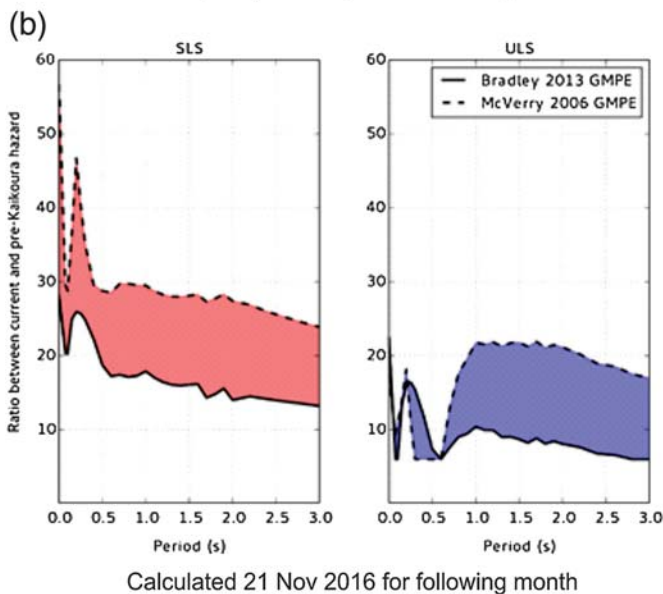 (b)
SLS
ULS
Bradley 2013 GMPE
McVerry 2006 GMPE
Ratio between current and pre-Kaikoura hazard
60
50
40
30
20
10
60
50
40
30
20
10
0.0 0.5 1.0 1.5 2.0 2.5 3.0
0.0 0.5 1.0 1.5 2.0 2.5 3.0
Period (s)
Period (s)
Calculated 21 Nov 2016 for following month